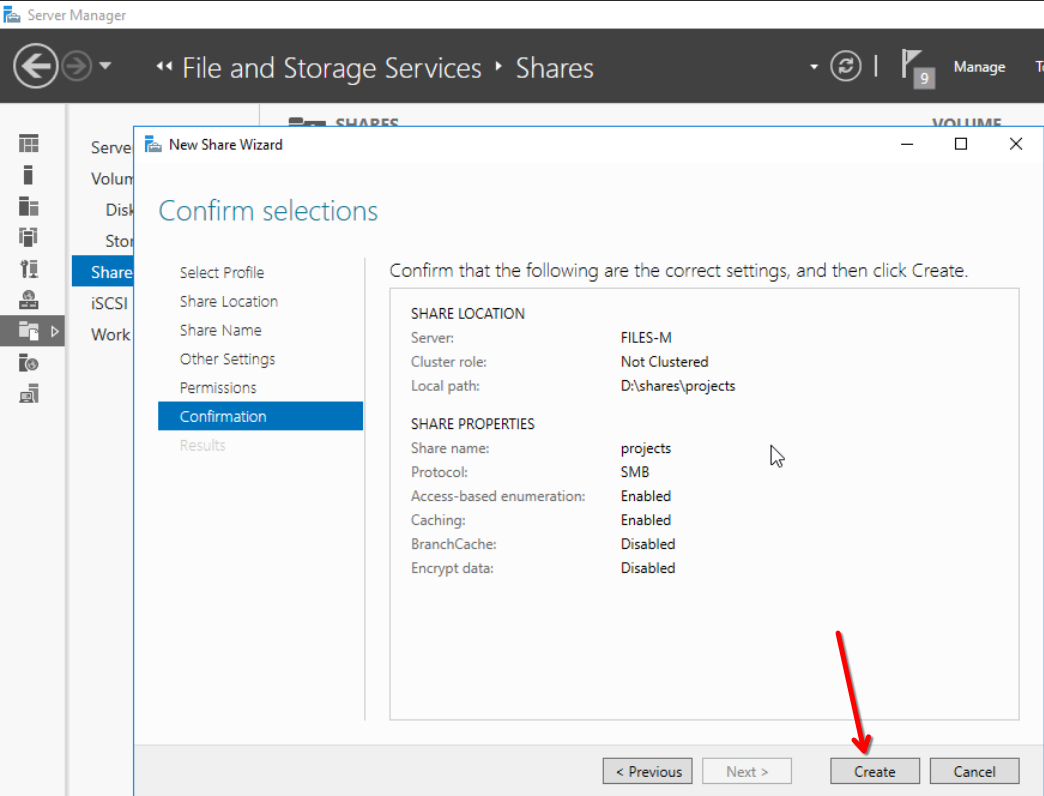 Server Manager
File and Storage Services ‣ Shares
9
Manage
SHARES
VOLUME
Share
iSCSI
Work
New Share Wizard
Confirm selections
Select Profile
Share Location
Share Name
Other Settings
Permissions
Confirmation
Results
Confirm that the following are the correct settings, and then click Create.
SHARE LOCATION
Server: FILES-M
Cluster role: Not Clustered
Local path: D:\shares\projects
SHARE PROPERTIES
Share name: projects
Protocol: SMB
Access-based enumeration: Enabled
Caching: Enabled
BranchCache: Disabled
Encrypt data: Disabled
< Previous
Next >
Create
Cancel